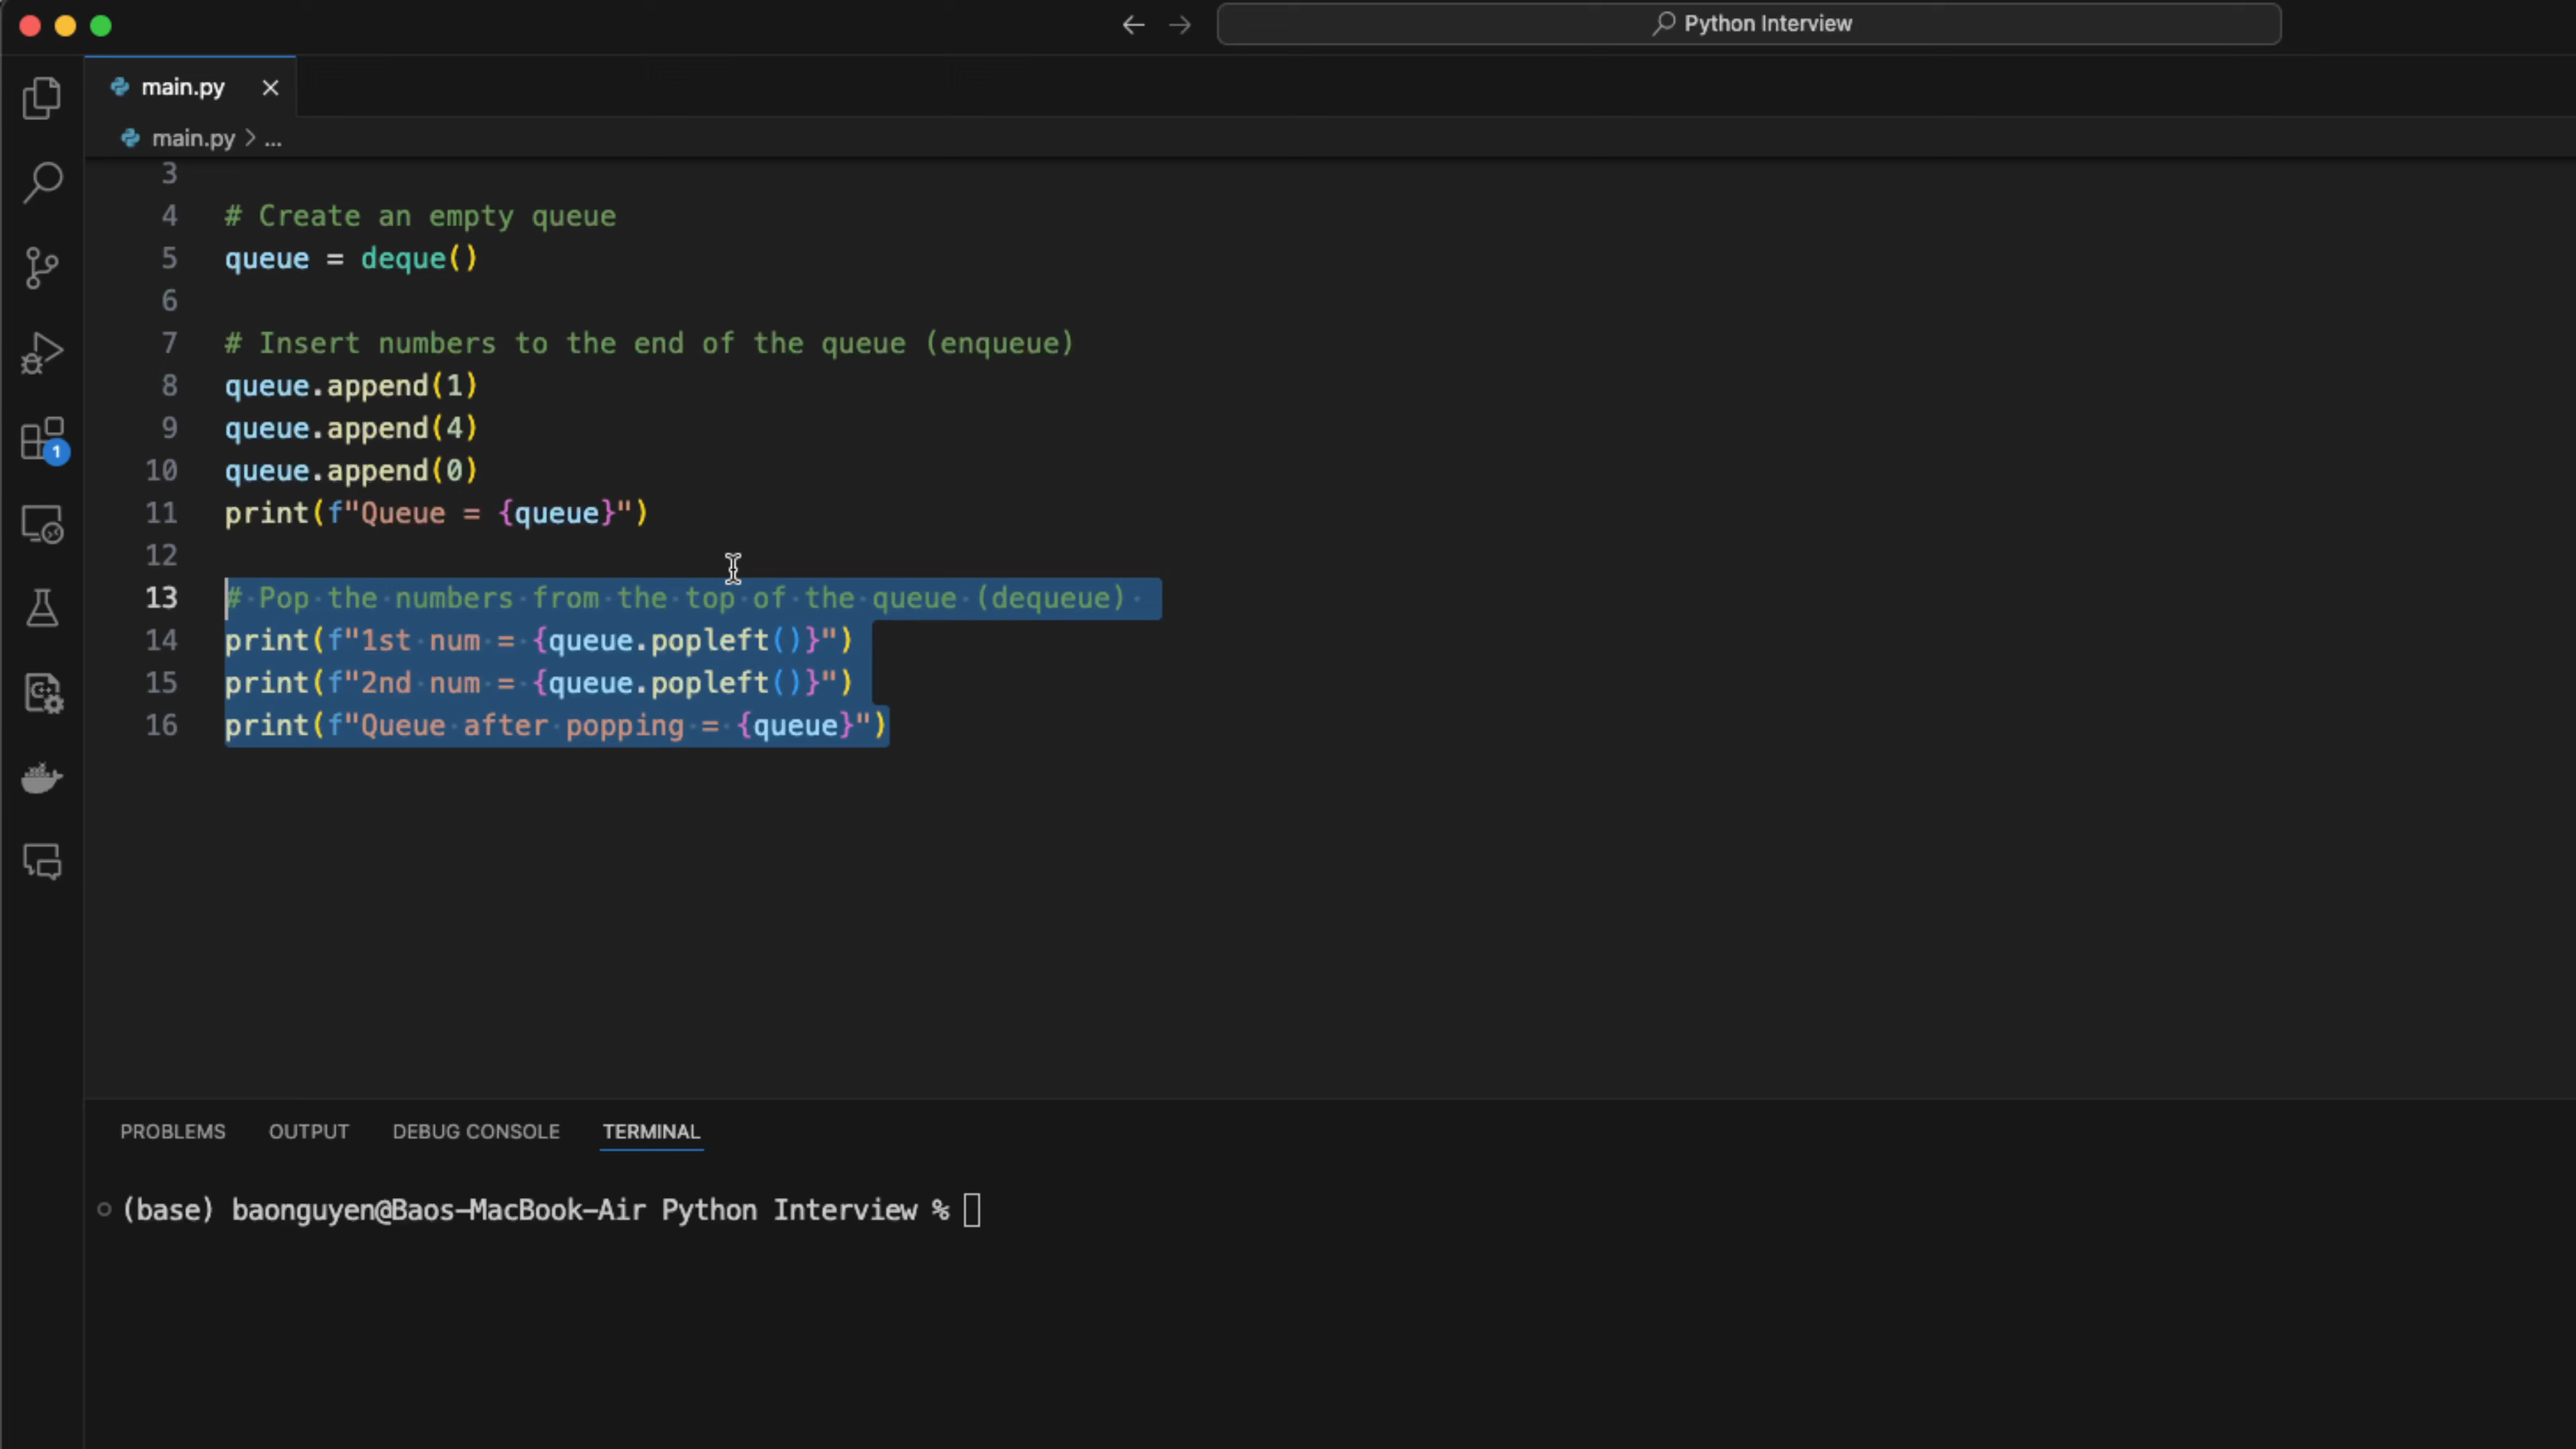 Python Interview
main.py
main.py > ...
3
4 # Create an empty queue
5 queue = deque()
6
7 # Insert numbers to the end of the queue (enqueue)
8 queue.append(1)
9 queue.append(4)
10 queue.append(0)
11 print(f"Queue = {queue}")
12
13 # Pop the numbers from the top of the queue (dequeue)
14 print(f"1st num = {queue.popleft()}")
15 print(f"2nd num = {queue.popleft()}")
16 print(f"Queue after popping = {queue}")
1
PROBLEMS OUTPUT DEBUG CONSOLE TERMINAL
(base) baonguyen@Baos-MacBook-Air Python Interview %